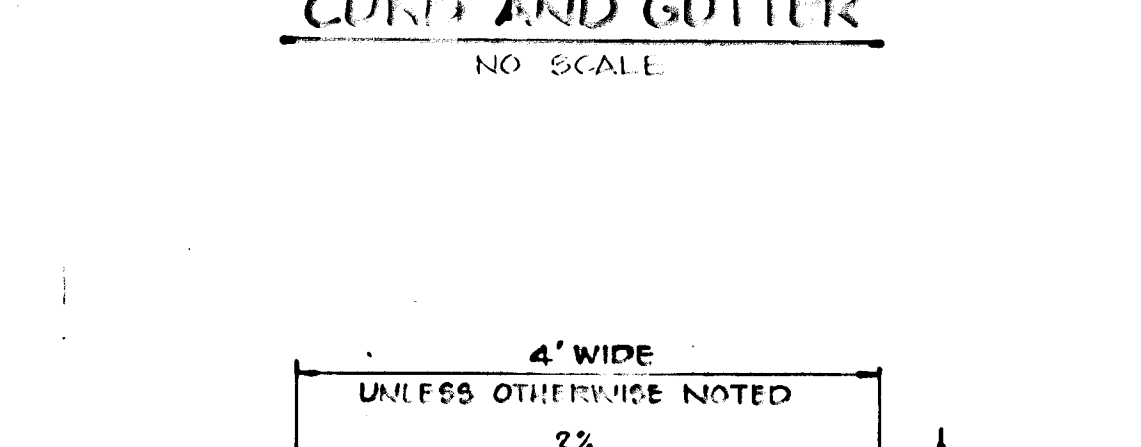 CURB AND GUTTER
NO SCALE
4' WIDE
UNLESS OTHERWISE NOTED
2%